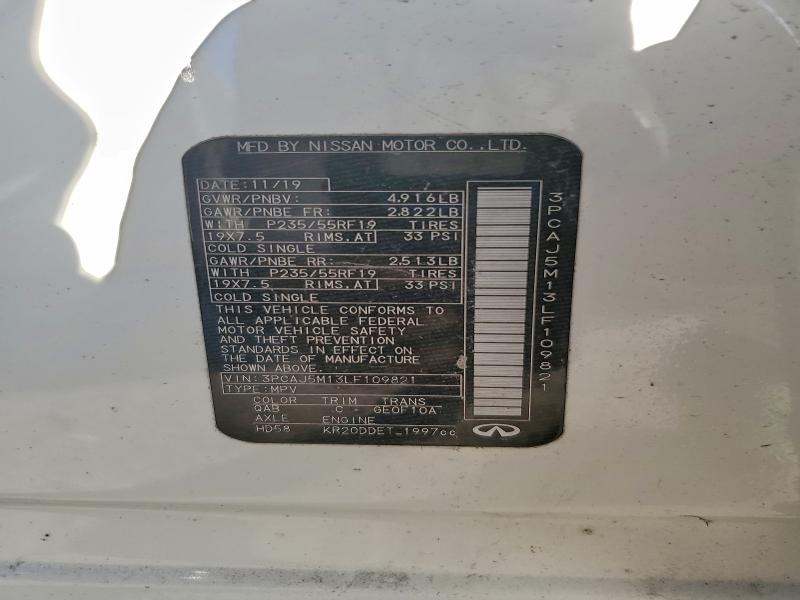 MFD BY NISSAN MOTOR CO.,LTD.
DATE:11/19
GVWR/PNBV: 4,916LB
GAWR/PNBE FR: 2,822LB
WITH P235/55RF19 TIRES
19X7.5 RIMS.AT 33 PSI
COLD SINGLE
GAWR/PNBE RR: 2,513LB
WITH P235/55RF19 TIRES
19X7.5 RIMS.AT 33 PSI
COLD SINGLE
THIS VEHICLE CONFORMS TO
ALL APPLICABLE FEDERAL
MOTOR VEHICLE SAFETY
AND THEFT PREVENTION
STANDARDS IN EFFECT ON
THE DATE OF MANUFACTURE
SHOWN ABOVE.
VIN:3PCAJ5M13LF109821
TYPE:MPV
COLOR TRIM TRANS
QAB C GE0F10A
AXLE ENGINE
HD58 KR20DDET_1997cc
3PCAJ5M13LF109821